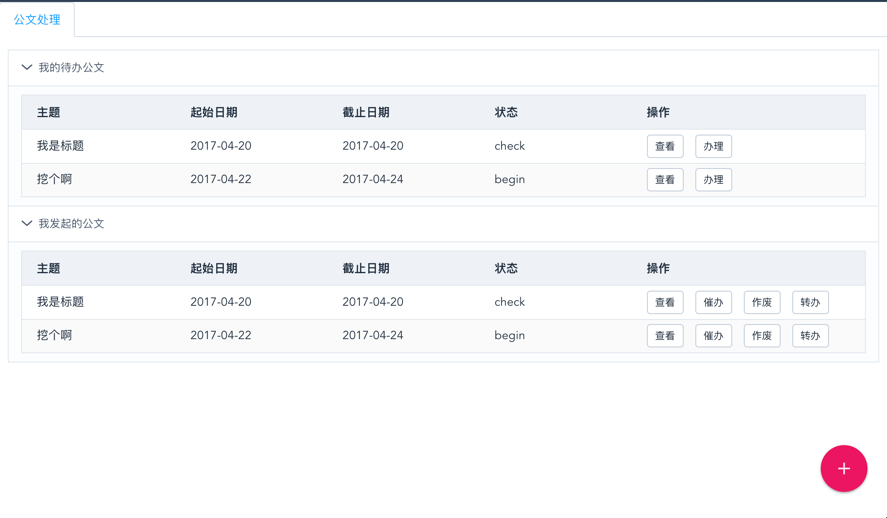 公文处理
我的待办公文
主题 起始日期 截止日期 状态 操作
我是标题 2017-04-20 2017-04-20 check 查看 办理
挖个啊 2017-04-22 2017-04-24 begin 查看 办理
我发起的公文
主题 起始日期 截止日期 状态 操作
我是标题 2017-04-20 2017-04-20 check 查看 催办 作废 转办
挖个啊 2017-04-22 2017-04-24 begin 查看 催办 作废 转办
+